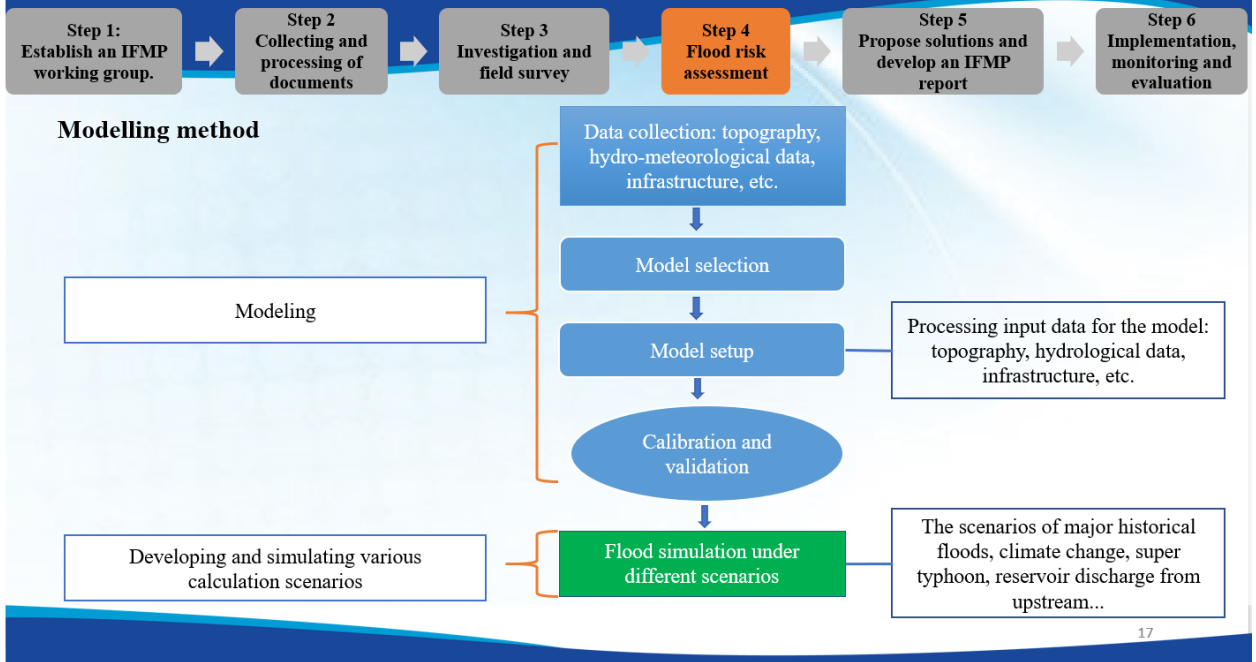 Step 1:
Establish an IFMP
working group.
Step 2
Collecting and
processing of
documents
Step 3
Investigation and
field survey
Step 4
Flood risk
assessment
Step 5
Propose solutions and
develop an IFMP
report
Step 6
Implementation,
monitoring and
evaluation
Modelling method
Data collection: topography,
hydro-meteorological data,
infrastructure, etc.
Model selection
Modeling
Model setup
Processing input data for the model:
topography, hydrological data,
infrastructure, etc.
Calibration and
validation
Developing and simulating various
calculation scenarios
Flood simulation under
different scenarios
The scenarios of major historical
floods, climate change, super
typhoon, reservoir discharge from
upstream...
17